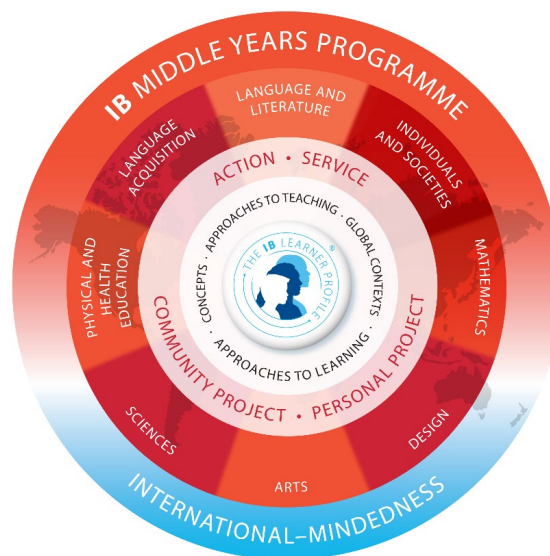 IB MIDDLE YEARS PROGRAMME
LANGUAGE AND
LITERATURE
INDIVIDUALS
AND SOCIETIES
MATHEMATICS
DESIGN
ARTS
SCIENCES
PHYSICAL AND
HEALTH
EDUCATION
LANGUAGE
ACQUISITION
ACTION • SERVICE
COMMUNITY PROJECT • PERSONAL PROJECT
APPROACHES TO TEACHING · GLOBAL CONTEXTS ·
APPROACHES TO LEARNING ·
CONCEPTS ·
THE IB LEARNER PROFILE ®
INTERNATIONAL–MINDEDNESS